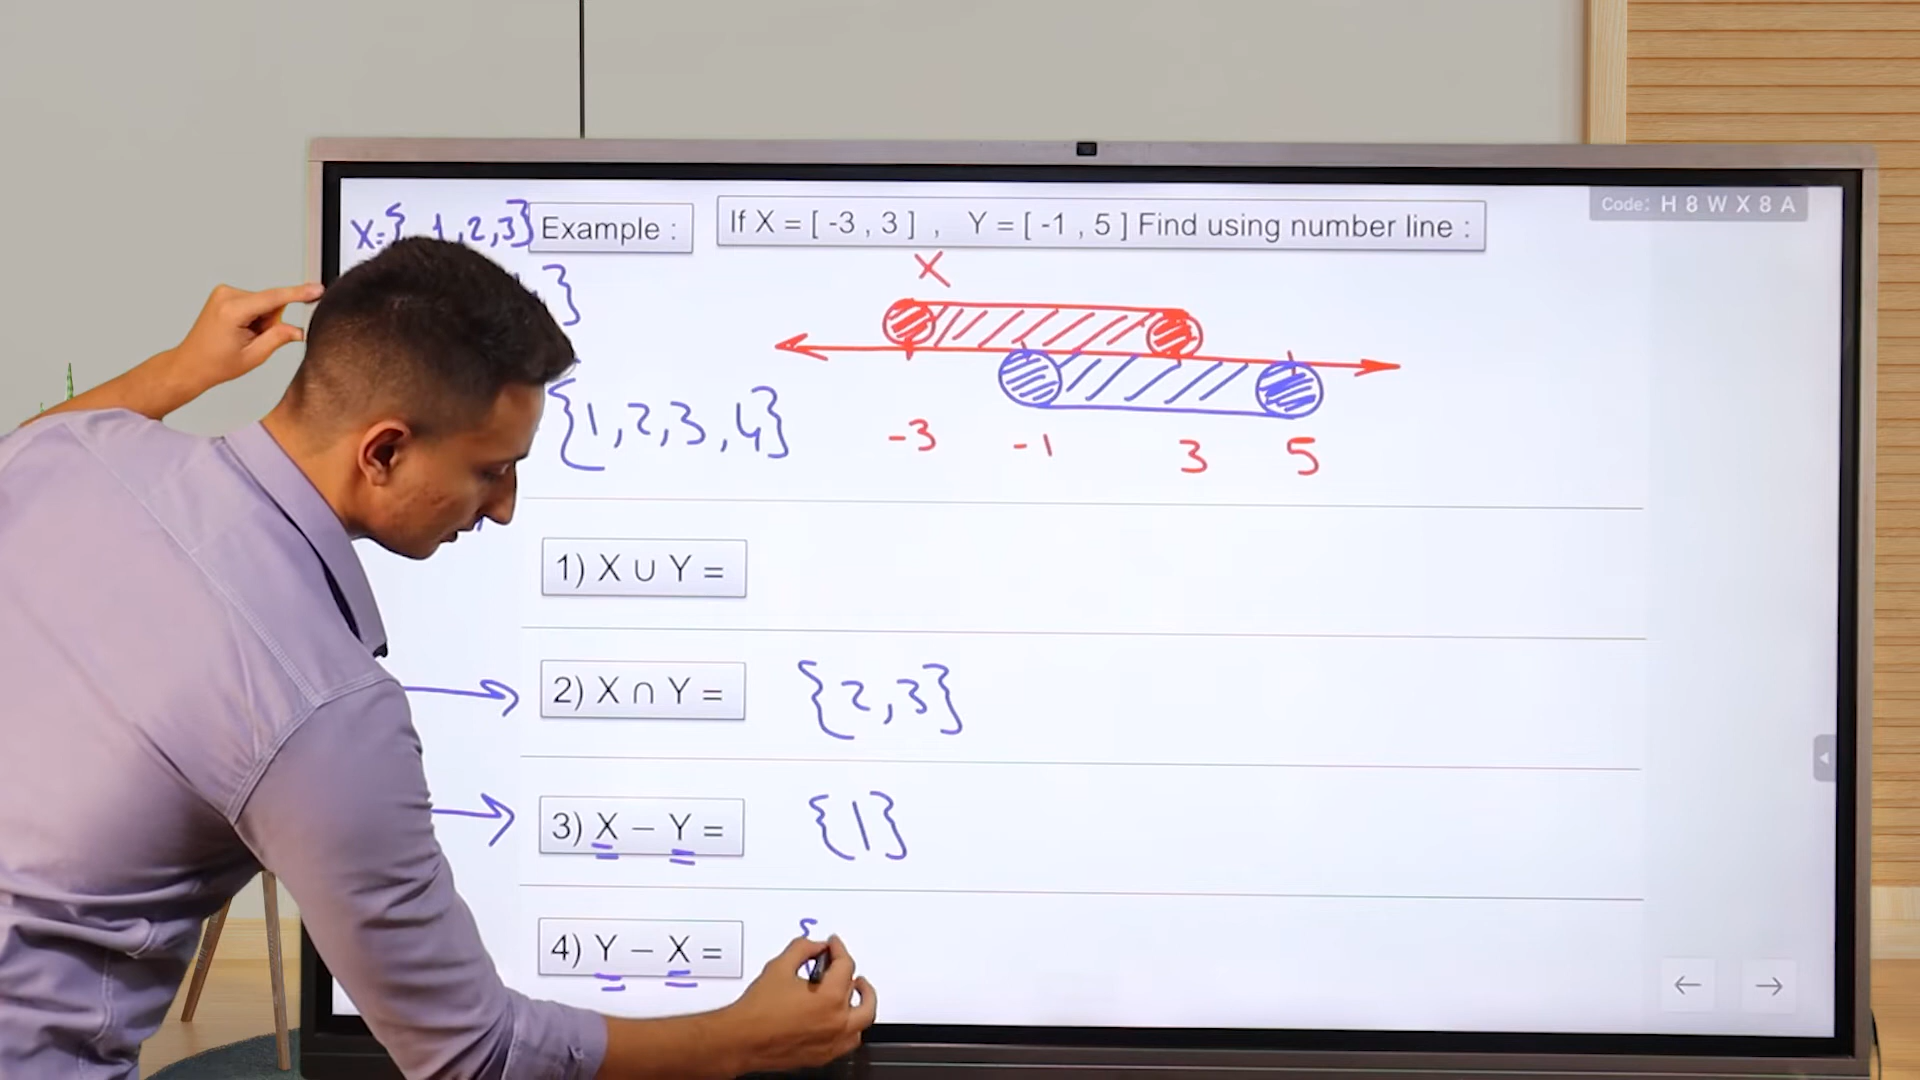 Code: H 8 W X 8 A
X={ 1,2,3} Example : If X = [ -3 , 3 ] , Y = [ -1 , 5 ] Find using number line :
X
}
{1,2,3,4} -3 -1 3 5
1) X ∪ Y =
2) X ∩ Y = {2,3}
3) X – Y = {1}
4) Y – X = {